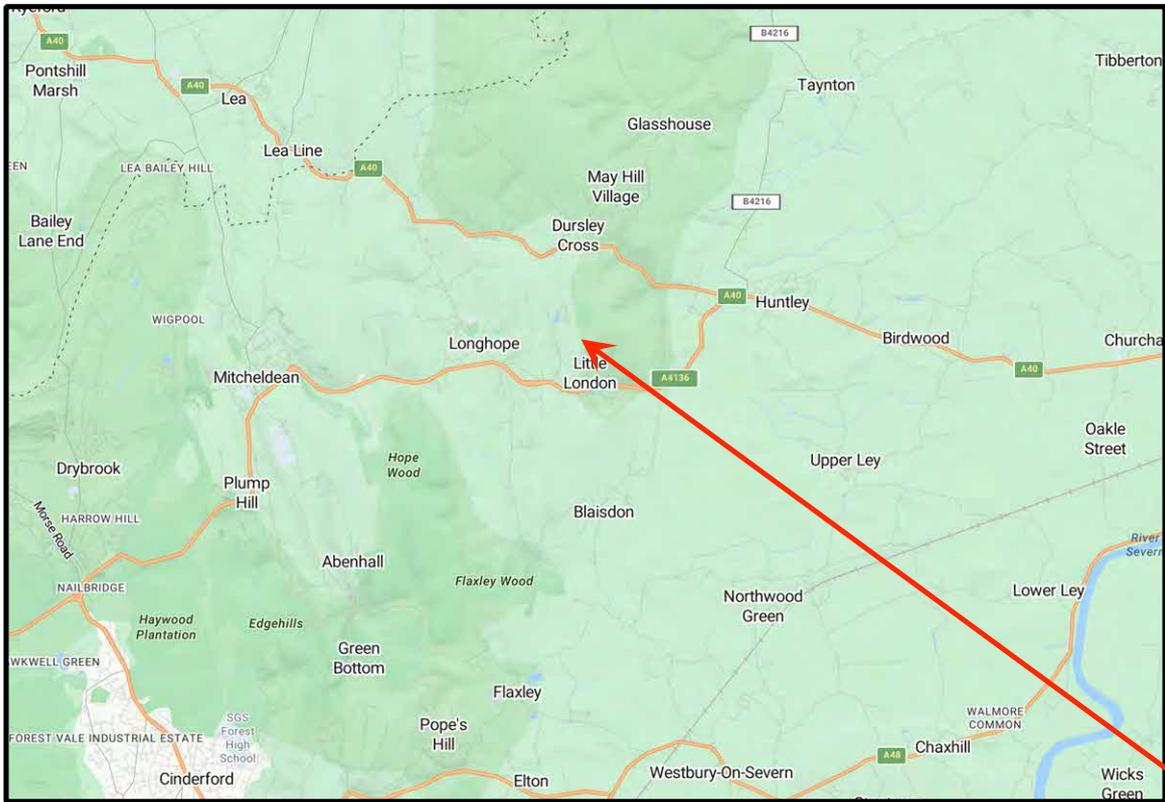 B4216
A40
Tibberton
Pontshill
Marsh
Taynton
A40
Lea
Glasshouse
Lea Line
A40
LEA BAILEY HILL
May Hill
Village
B4216
Bailey
Lane End
Dursley
Cross
A40
Huntley
WIGPOOL
Birdwood
Longhope
Little
London
A40
Mitcheldean
A4136
Oakle
Street
Hope
Wood
Upper Ley
Drybrook
Plump
Hill
Blaisdon
HARROW HILL
Morse Road
River
Severn
Abenhall
Flaxley Wood
NAILBRIDGE
Lower Ley
Northwood
Green
Haywood
Plantation
Edgehills
Green
Bottom
Flaxley
SGS
Forest
High
School
Pope's
Hill
WALMORE
COMMON
FOREST VALE INDUSTRIAL ESTATE
A48
Chaxhill
Cinderford
Elton
Westbury-On-Severn
Wicks
Green